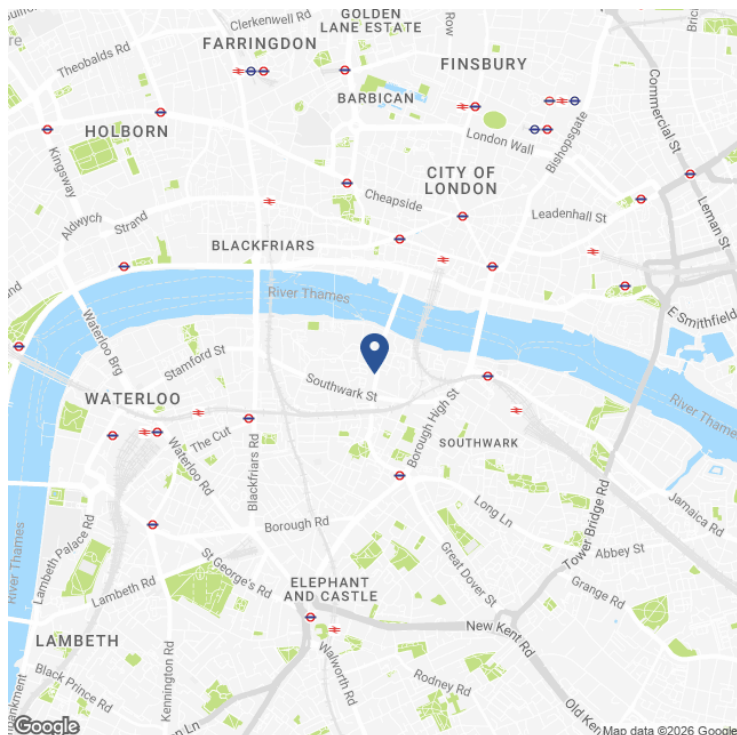 Clerkenwell Rd
GOLDEN
LANE ESTATE
Row
FARRINGDON
Theobalds Rd
FINSBURY
Commercial St
BARBICAN
HOLBORN
London Wall
Bishopsgate
Kingsway
CITY OF
LONDON
Cheapside
Leman St
Aldwych
Strand
Leadenhall St
BLACKFRIARS
River Thames
E Smithfield
Waterloo Brg
Stamford St
Southwark St
WATERLOO
River Thames
Borough High St
The Cut
SOUTHWARK
Waterloo Rd
Blackfriars Rd
Long Ln
Jamaica Rd
Tower Bridge Rd
Borough Rd
Lambeth Palace Rd
River Thames
St George's Rd
Great Dover St
Abbey St
Lambeth Rd
ELEPHANT
AND CASTLE
Grange Rd
New Kent Rd
LAMBETH
Kennington Rd
Walworth Rd
Black Prince Rd
Rodney Rd
Old Ken
Google
Map data ©2026 Google